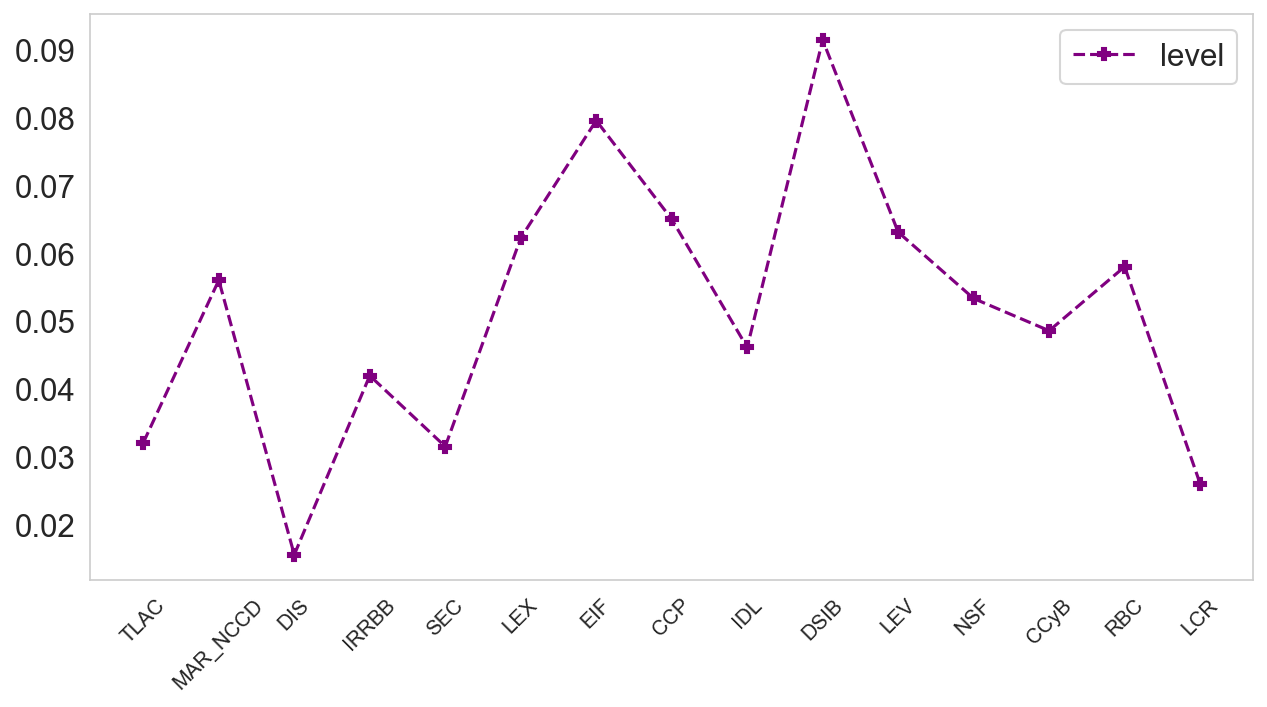 0.09
0.08
0.07
0.06
0.05
0.04
0.03
0.02
level
TLAC
MAR_NCCD
DIS
IRRBB
SEC
LEX
EIF
CCP
IDL
DSIB
LEV
NSF
CCyB
RBC
LCR